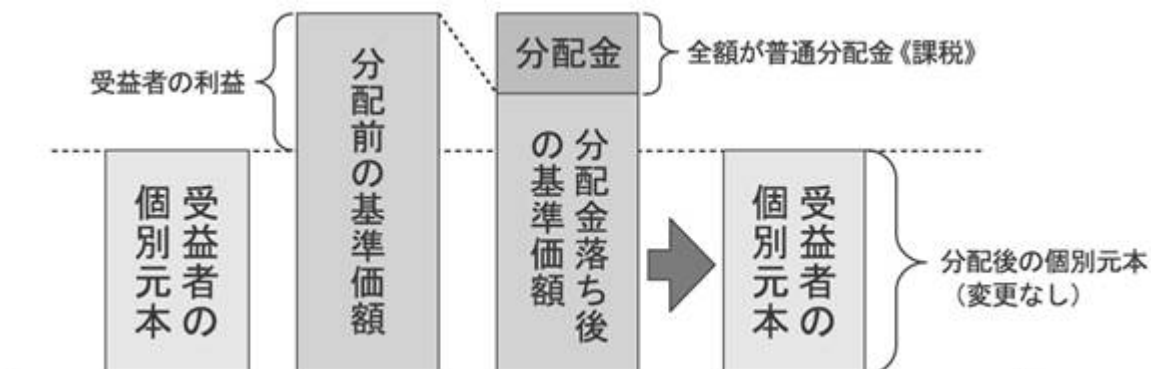 受益者の利益
受益者の
個別元本
分配前の基準価額
分配金
全額が普通分配金《課税》
分配金落ち後
の基準価額
受益者の
個別元本
分配後の個別元本
（変更なし）